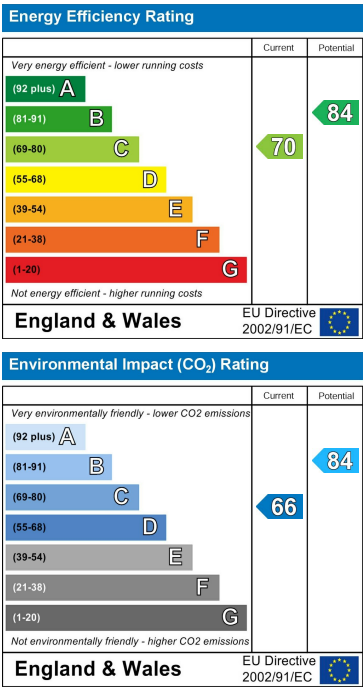 Energy Efficiency Rating
Current Potential
Very energy efficient - lower running costs
(92 plus) A
(81-91) B
84
(69-80) C
70
(55-68) D
(39-54) E
(21-38) F
(1-20) G
Not energy efficient - higher running costs
England & Wales
EU Directive
2002/91/EC
Environmental Impact (CO2) Rating
Current Potential
Very environmentally friendly - lower CO2 emissions
(92 plus) A
(81-91) B
84
(69-80) C
66
(55-68) D
(39-54) E
(21-38) F
(1-20) G
Not environmentally friendly - higher CO2 emissions
England & Wales
EU Directive
2002/91/EC